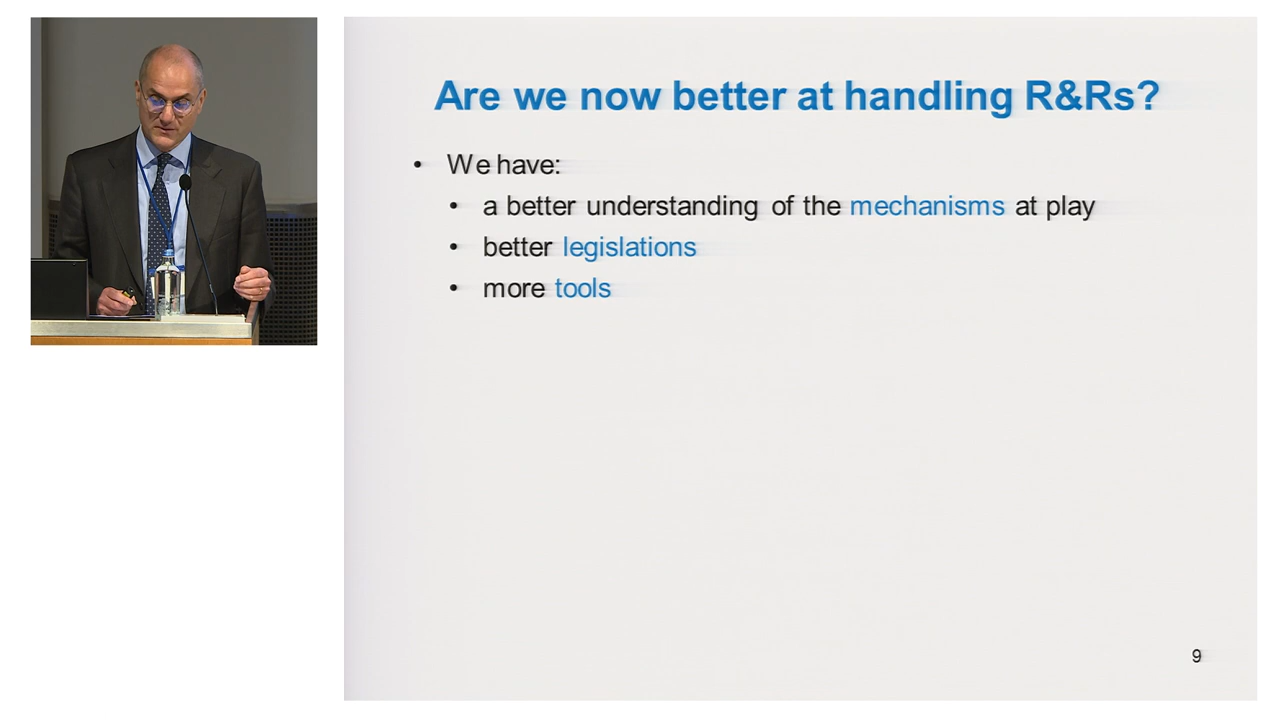 Are we now better at handling R&Rs?
• We have:
• a better understanding of the mechanisms at play
• better legislations
• more tools
9